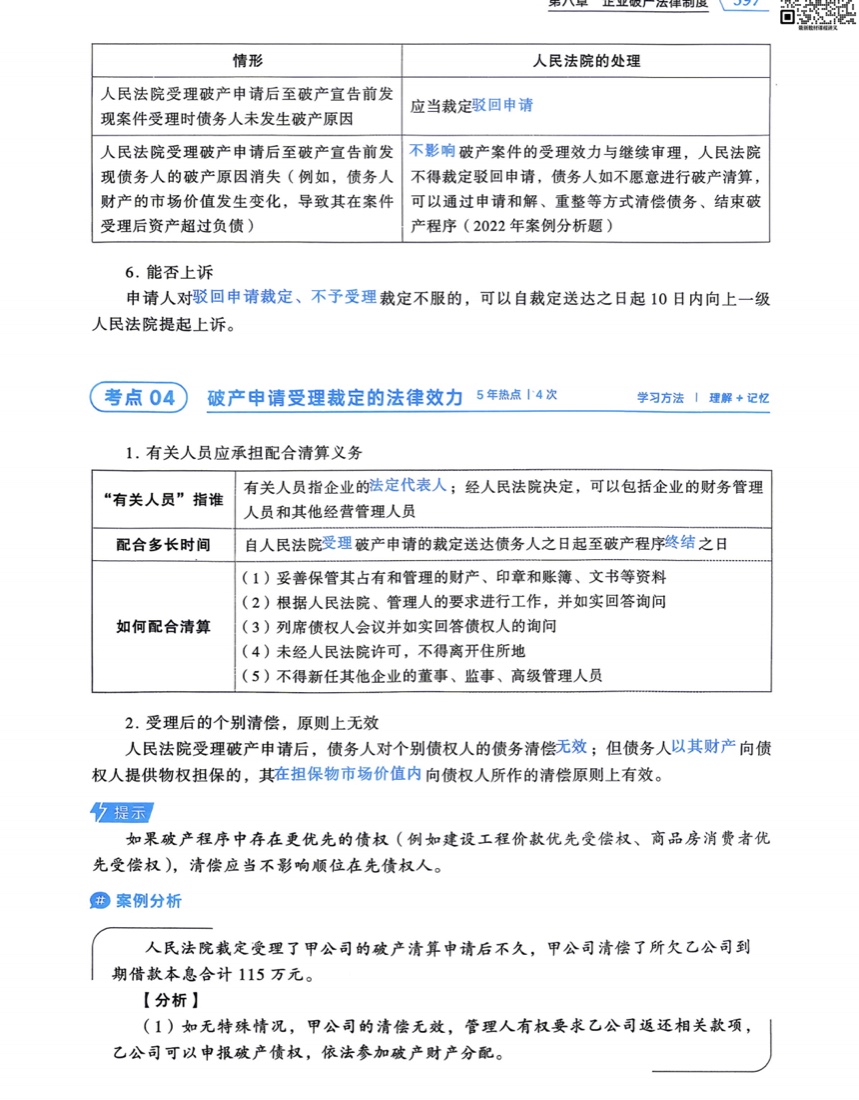 第八章 企业破产法律制度 397
情形
人民法院的处理
人民法院受理破产申请后至破产宣告前发
现案件受理时债务人未发生破产原因
应当裁定驳回申请
人民法院受理破产申请后至破产宣告前发
现债务人的破产原因消失(例如,债务人
财产的市场价值发生变化,导致其在案件
受理后资产超过负债)
不影响破产案件的受理效力与继续审理,人民法院
不得裁定驳回申请,债务人如不愿意进行破产清算,
可以通过申请和解、重整等方式清偿债务、结束破
产程序(2022年案例分析题)
6. 能否上诉
申请人对驳回申请裁定、不予受理裁定不服的,可以自裁定送达之日起10日内向上一级
人民法院提起上诉。
考点 04 破产申请受理裁定的法律效力 5年热点|4次 学习方法 | 理解+记忆
1. 有关人员应承担配合清算义务
“有关人员”指谁
有关人员指企业的法定代表人;经人民法院决定,可以包括企业的财务管理
人员和其他经营管理人员
配合多长时间
自人民法院受理破产申请的裁定送达债务人之日起至破产程序终结之日
如何配合清算
(1)妥善保管其占有和管理的财产、印章和账簿、文书等资料
(2)根据人民法院、管理人的要求进行工作,并如实回答询问
(3)列席债权人会议并如实回答债权人的询问
(4)未经人民法院许可,不得离开住所地
(5)不得新任其他企业的董事、监事、高级管理人员
2. 受理后的个别清偿,原则上无效
人民法院受理破产申请后,债务人对个别债权人的债务清偿无效;但债务人以其财产向债
权人提供物权担保的,其在担保物市场价值内向债权人所作的清偿原则上有效。
提示
如果破产程序中存在更优先的债权(例如建设工程价款优先受偿权、商品房消费者优
先受偿权),清偿应当不影响顺位在先债权人。
# 案例分析
人民法院裁定受理了甲公司的破产清算申请后不久,甲公司清偿了所欠乙公司到
期借款本息合计115万元。
【分析】
(1)如无特殊情况,甲公司的清偿无效,管理人有权要求乙公司返还相关款项,
乙公司可以申报破产债权,依法参加破产财产分配。